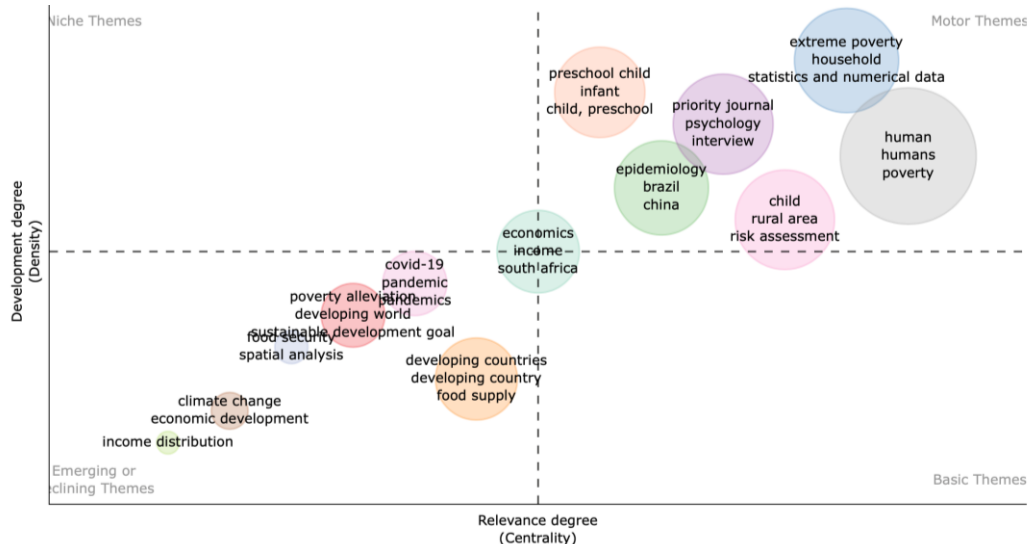 Niche Themes
Motor Themes
extreme poverty
household
statistics and numerical data
preschool child
infant
child, preschool
priority journal
psychology
interview
human
humans
poverty
epidemiology
brazil
china
child
rural area
risk assessment
economics
income
south africa
covid-19
pandemic
pandemics
poverty alleviation
developing world
sustainable development goal
food security
spatial analysis
developing countries
developing country
food supply
climate change
economic development
income distribution
Emerging or
eclining Themes
Basic Themes
Development degree
(Density)
Relevance degree
(Centrality)